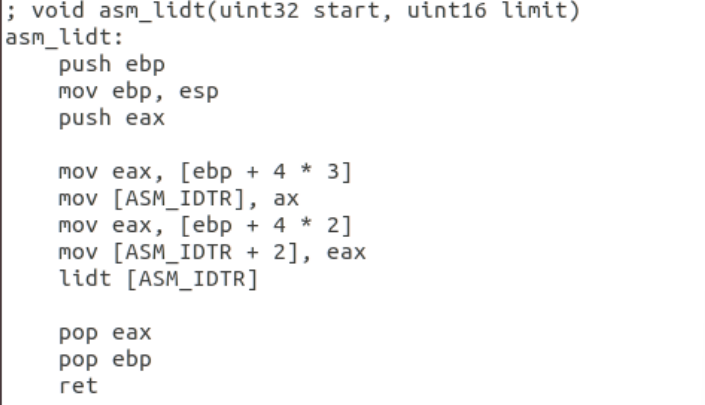 ; void asm_lidt(uint32 start, uint16 limit)
asm_lidt:
    push ebp
    mov ebp, esp
    push eax

    mov eax, [ebp + 4 * 3]
    mov [ASM_IDTR], ax
    mov eax, [ebp + 4 * 2]
    mov [ASM_IDTR + 2], eax
    lidt [ASM_IDTR]

    pop eax
    pop ebp
    ret